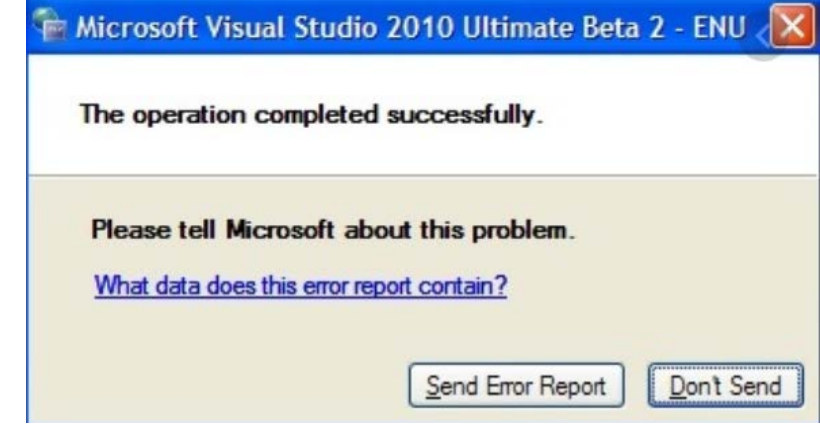 Microsoft Visual Studio 2010 Ultimate Beta 2 - ENU
The operation completed successfully.
Please tell Microsoft about this problem.
What data does this error report contain?
Send Error Report Don't Send